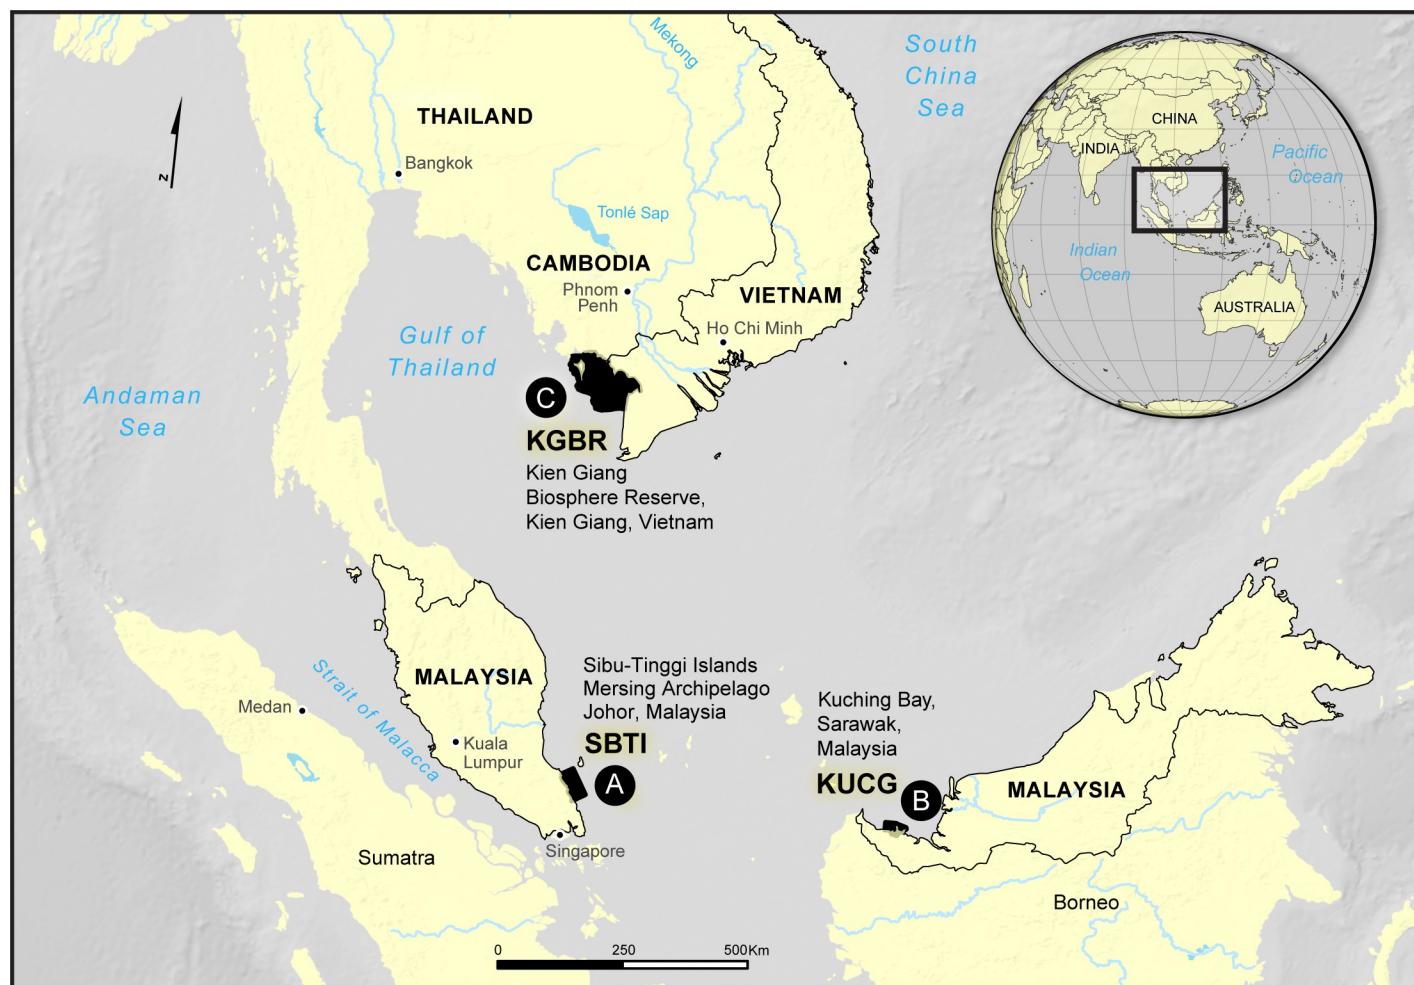 Mekong
South
China
Sea
THAILAND
Bangkok
N
Tonlé Sap
CAMBODIA
Phnom
Penh
VIETNAM
Ho Chi Minh
Gulf of
Thailand
Andaman
Sea
C
KGBR
Kien Giang
Biosphere Reserve,
Kien Giang, Vietnam
CHINA
INDIA
Pacific
Ocean
Indian
Ocean
AUSTRALIA
MALAYSIA
Strait of Malacca
Medan
Kuala
Lumpur
Sibu-Tinggi Islands
Mersing Archipelago
Johor, Malaysia
SBTI
A
Singapore
Sumatra
Kuching Bay,
Sarawak,
Malaysia
KUCG
B
MALAYSIA
Borneo
0 250 500Km